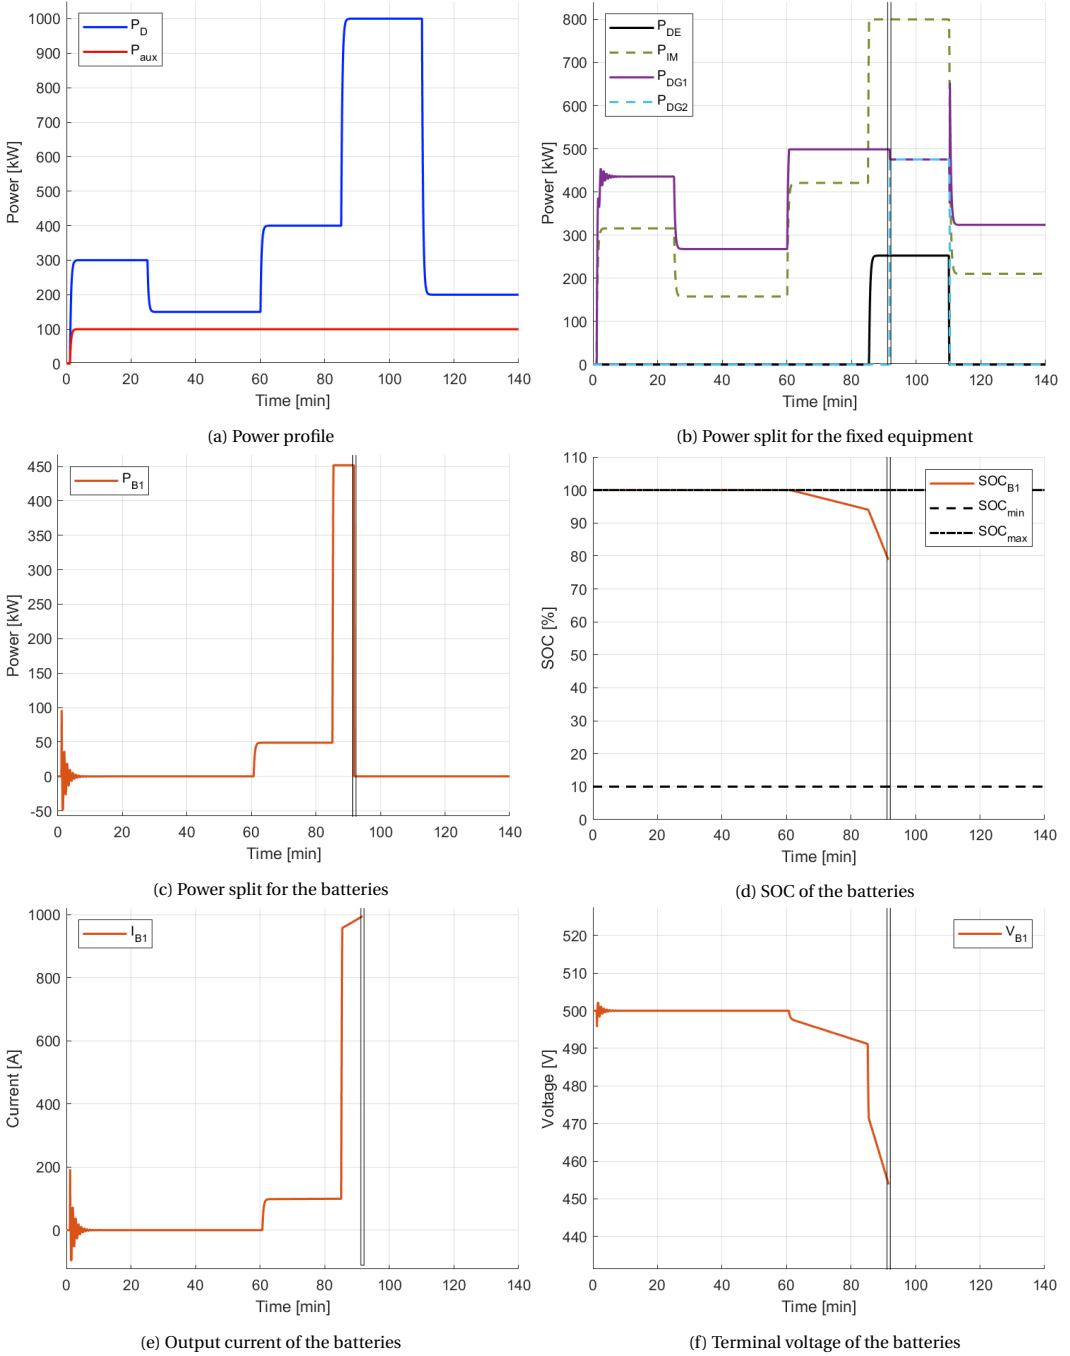 P_D
P_aux
1000
900
800
700
600
500
400
300
200
100
0
0 20 40 60 80 100 120 140
Power [kW]
Time [min]
(a) Power profile
P_DE
P_IM
P_DG1
P_DG2
800
700
600
500
400
300
200
100
0
0 20 40 60 80 100 120 140
Power [kW]
Time [min]
(b) Power split for the fixed equipment
P_B1
450
400
350
300
250
200
150
100
50
0
-50
0 20 40 60 80 100 120 140
Power [kW]
Time [min]
(c) Power split for the batteries
SOC_B1
SOC_min
SOC_max
110
100
90
80
70
60
50
40
30
20
10
0
0 20 40 60 80 100 120 140
SOC [%]
Time [min]
(d) SOC of the batteries
I_B1
1000
800
600
400
200
0
0 20 40 60 80 100 120 140
Current [A]
Time [min]
(e) Output current of the batteries
V_B1
520
510
500
490
480
470
460
450
440
0 20 40 60 80 100 120 140
Voltage [V]
Time [min]
(f) Terminal voltage of the batteries